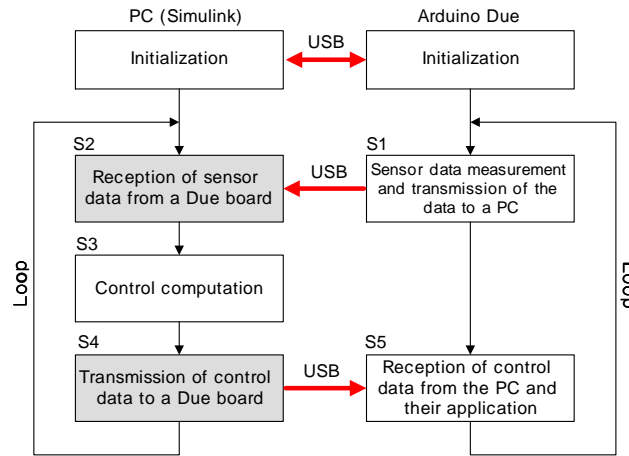 PC (Simulink)
Arduino Due
USB
Initialization
Initialization
S2
S1
Reception of sensor
data from a Due board
USB
Sensor data measurement
and transmission of the
data to a PC
S3
Control computation
Loop
Loop
S4
S5
Transmission of control
data to a Due board
USB
Reception of control
data from the PC and
their application